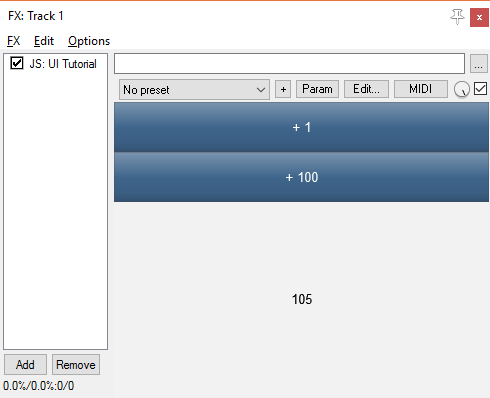 FX: Track 1
FX Edit Options
JS: UI Tutorial
...
No preset + Param Edit... MIDI
+ 1
+ 100
105
Add Remove
0.0%/0.0%:0/0